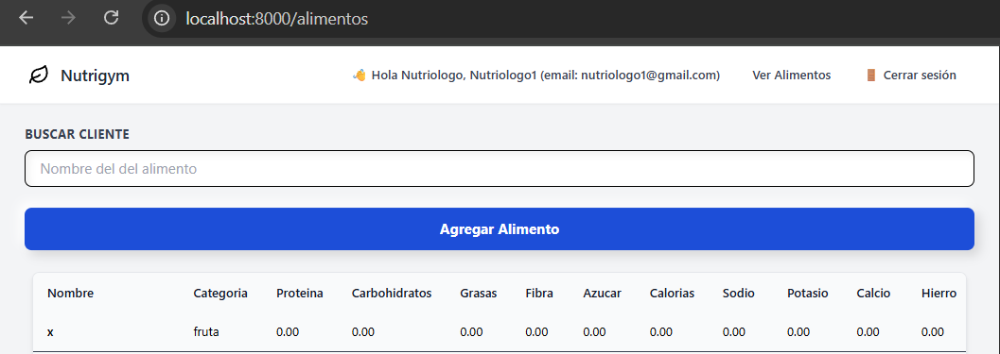 localhost:8000/alimentos
Nutrigym
👋 Hola Nutriologo, Nutriologo1 (email: nutriologo1@gmail.com)
Ver Alimentos
🚪 Cerrar sesión
BUSCAR CLIENTE
Nombre del del alimento
Agregar Alimento
Nombre Categoria Proteina Carbohidratos Grasas Fibra Azucar Calorias Sodio Potasio Calcio Hierro
x fruta 0.00 0.00 0.00 0.00 0.00 0.00 0.00 0.00 0.00 0.00